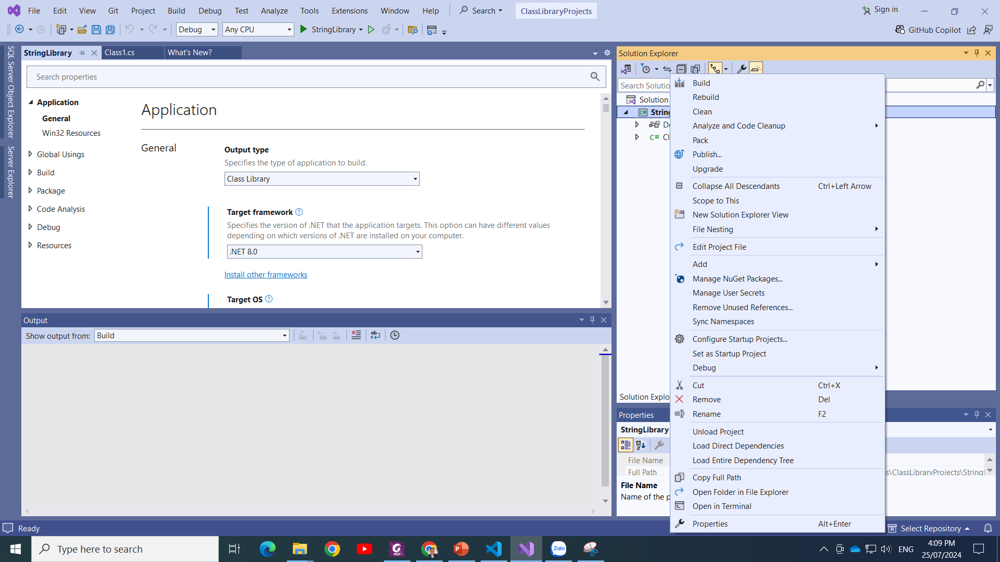 File Edit View Git Project Build Debug Test Analyze Tools Extensions Window Help Search ClassLibraryProjects Sign in
Debug Any CPU StringLibrary GitHub Copilot
SQL Server Object Explorer
Server Explorer
StringLibrary Class1.cs What's New?
Search properties
Application
General
Win32 Resources
Global Usings
Build
Package
Code Analysis
Debug
Resources
Application
General
Output type
Specifies the type of application to build.
Class Library
Target framework
Specifies the version of .NET that the application targets. This option can have different values
depending on which versions of .NET are installed on your computer.
.NET 8.0
Install other frameworks
Target OS
Output
Show output from: Build
Solution Explorer
Search Solutio
Solution
String
De
Cl
Solution Explo
Properties
StringLibrary
File Name
Full Path
s\ClassLibraryProjects\String
File Name
Name of the p
Build
Rebuild
Clean
Analyze and Code Cleanup
Pack
Publish...
Upgrade
Collapse All Descendants Ctrl+Left Arrow
Scope to This
New Solution Explorer View
File Nesting
Edit Project File
Add
Manage NuGet Packages...
Manage User Secrets
Remove Unused References...
Sync Namespaces
Configure Startup Projects...
Set as Startup Project
Debug
Cut Ctrl+X
Remove Del
Rename F2
Unload Project
Load Direct Dependencies
Load Entire Dependency Tree
Copy Full Path
Open Folder in File Explorer
Open in Terminal
Properties Alt+Enter
Ready Select Repository
Type here to search
PDF
Zalo
ENG
4:09 PM
25/07/2024